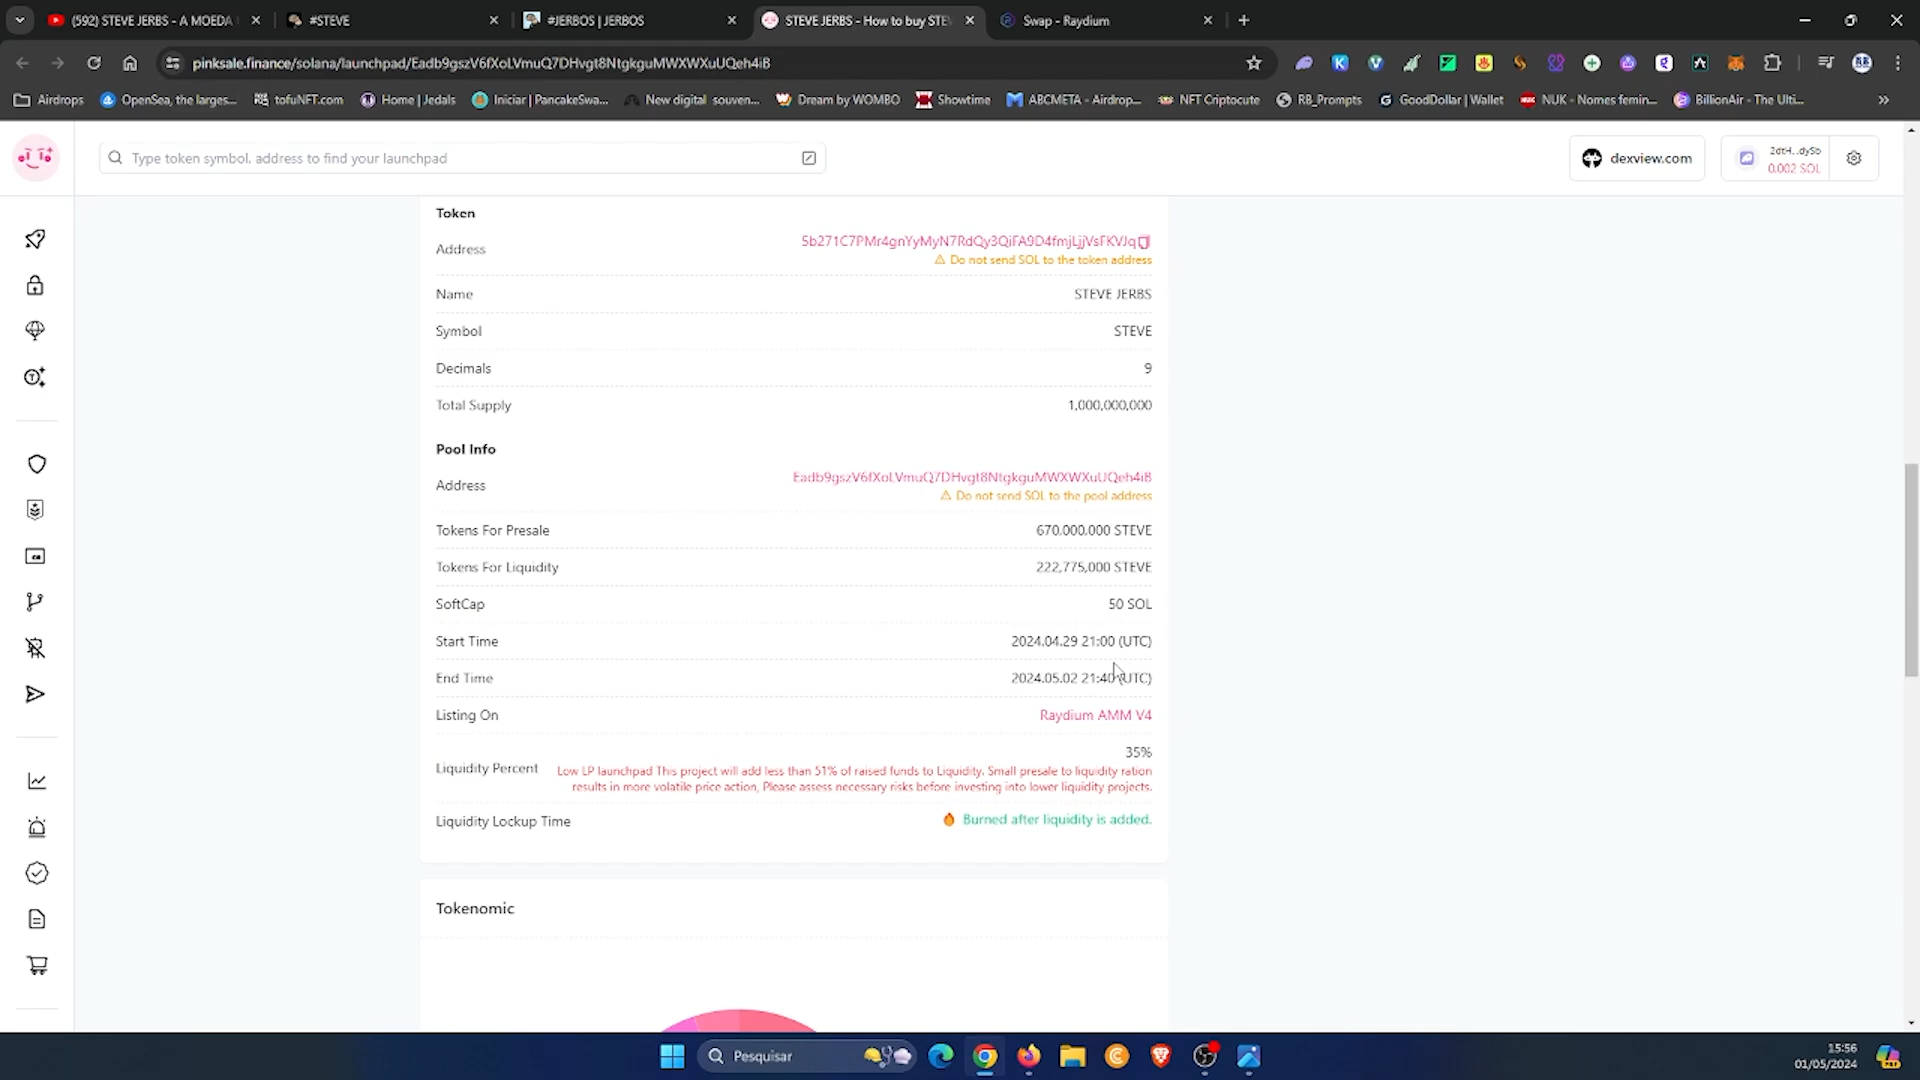 (592) STEVE JERBS - A MOEDA
#STEVE
#JERBOS | JERBOS
STEVE JERBS - How to buy STEV
Swap - Raydium
pinksale.finance/solana/launchpad/Eadb9gszV6fXoLVmuQ7DHvgt8NtgkguMWXWXuUQeh4iB
Airdrops
OpenSea, the larges...
tofuNFT.com
Home | Jedals
Iniciar | PancakeSwa...
New digital souven...
Dream by WOMBO
Showtime
ABCMETA - Airdrop...
NFT Criptocute
RB_Prompts
GoodDollar | Wallet
NUK - Nomes femin...
BillionAir - The Ulti...
Type token symbol, address to find your launchpad
dexview.com
2dtH...dySb
0.002 SOL
Token
Address
5b271C7PMr4gnYyMyN7RdQy3QiFA9D4fmjLjjVsFKVJq
Do not send SOL to the token address
Name
STEVE JERBS
Symbol
STEVE
Decimals
9
Total Supply
1,000,000,000
Pool Info
Address
Eadb9gszV6fXoLVmuQ7DHvgt8NtgkguMWXWXuUQeh4iB
Do not send SOL to the pool address
Tokens For Presale
670,000,000 STEVE
Tokens For Liquidity
222,775,000 STEVE
SoftCap
50 SOL
Start Time
2024.04.29 21:00 (UTC)
End Time
2024.05.02 21:40 (UTC)
Listing On
Raydium AMM V4
Liquidity Percent
35%
Low LP launchpad This project will add less than 51% of raised funds to Liquidity. Small presale to liquidity ration
results in more volatile price action, Please assess necessary risks before investing into lower liquidity projects.
Liquidity Lockup Time
Burned after liquidity is added.
Tokenomic
Pesquisar
15:56
01/05/2024